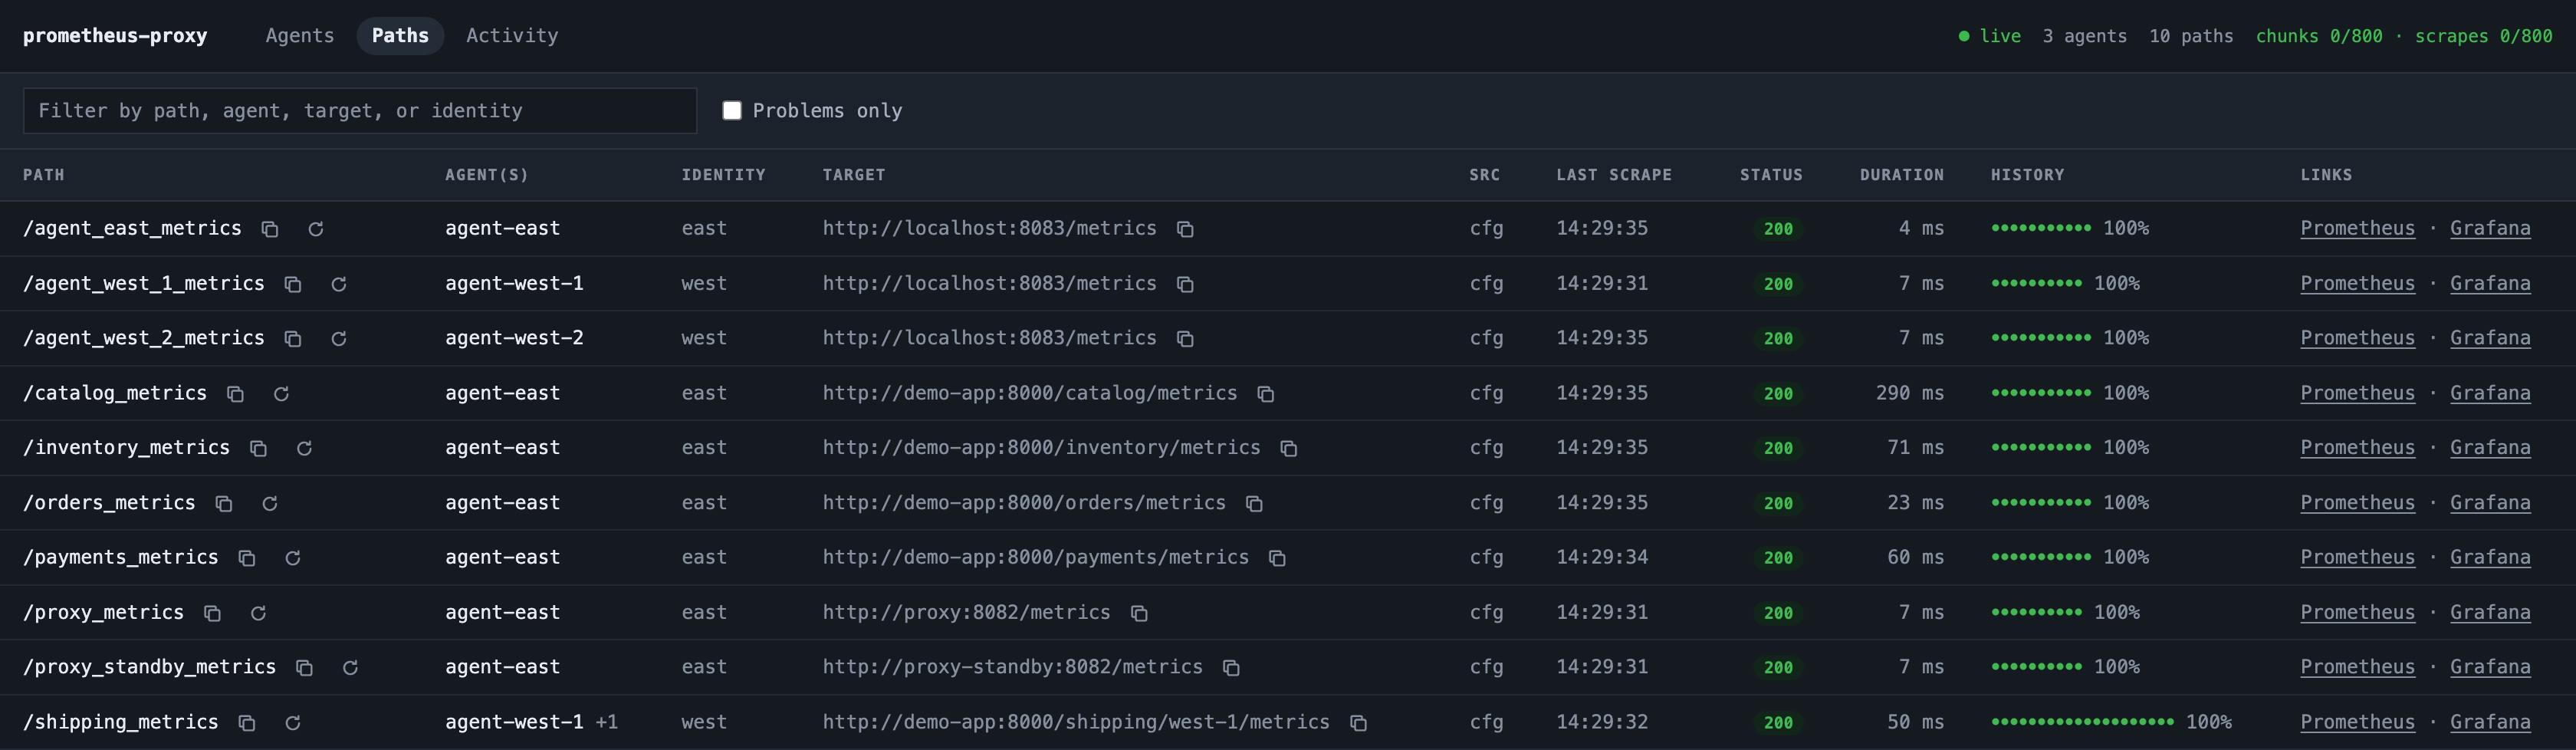 prometheus-proxy Agents Paths Activity live 3 agents 10 paths chunks 0/800 · scrapes 0/800
Filter by path, agent, target, or identity Problems only
PATH AGENT(S) IDENTITY TARGET SRC LAST SCRAPE STATUS DURATION HISTORY LINKS
/agent_east_metrics agent-east east http://localhost:8083/metrics cfg 14:29:35 200 4 ms 100% Prometheus · Grafana
/agent_west_1_metrics agent-west-1 west http://localhost:8083/metrics cfg 14:29:31 200 7 ms 100% Prometheus · Grafana
/agent_west_2_metrics agent-west-2 west http://localhost:8083/metrics cfg 14:29:35 200 7 ms 100% Prometheus · Grafana
/catalog_metrics agent-east east http://demo-app:8000/catalog/metrics cfg 14:29:35 200 290 ms 100% Prometheus · Grafana
/inventory_metrics agent-east east http://demo-app:8000/inventory/metrics cfg 14:29:35 200 71 ms 100% Prometheus · Grafana
/orders_metrics agent-east east http://demo-app:8000/orders/metrics cfg 14:29:35 200 23 ms 100% Prometheus · Grafana
/payments_metrics agent-east east http://demo-app:8000/payments/metrics cfg 14:29:34 200 60 ms 100% Prometheus · Grafana
/proxy_metrics agent-east east http://proxy:8082/metrics cfg 14:29:31 200 7 ms 100% Prometheus · Grafana
/proxy_standby_metrics agent-east east http://proxy-standby:8082/metrics cfg 14:29:31 200 7 ms 100% Prometheus · Grafana
/shipping_metrics agent-west-1 +1 west http://demo-app:8000/shipping/west-1/metrics cfg 14:29:32 200 50 ms 100% Prometheus · Grafana